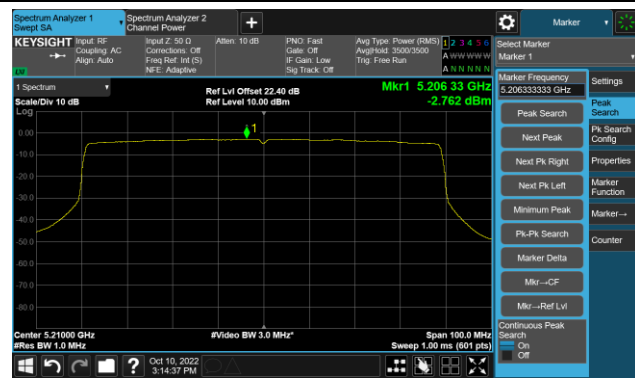 Spectrum Analyzer 1
Swept SA
Spectrum Analyzer 2
Channel Power
Marker
KEYSIGHT
Input: RF
Coupling: AC
Align: Auto
Input Z: 50 Ω
Corrections: Off
Freq Ref: Int (S)
NFE: Adaptive
Atten: 10 dB
PNO: Fast
Gate: Off
IF Gain: Low
Sig Track: Off
Avg Type: Power (RMS)
Avg|Hold: 3500/3500
Trig: Free Run
1 2 3 4 5 6
A W W W W W
A N N N N N
LXI
Select Marker
Marker 1
1 Spectrum
Scale/Div 10 dB
Log
Ref Lvl Offset 22.40 dB
Ref Level 10.00 dBm
Mkr1 5.206 33 GHz
-2.762 dBm
0.00
-10.0
-20.0
-30.0
-40.0
-50.0
-60.0
-70.0
-80.0
1
Center 5.21000 GHz
#Res BW 1.0 MHz
#Video BW 3.0 MHz*
Span 100.0 MHz
Sweep 1.00 ms (601 pts)
Marker Frequency
5.206333333 GHz
Peak Search
Next Peak
Next Pk Right
Next Pk Left
Minimum Peak
Pk-Pk Search
Marker Delta
Mkr→CF
Mkr→Ref Lvl
Continuous Peak
Search
On
Off
Settings
Peak
Search
Pk Search
Config
Properties
Marker
Function
Marker→
Counter
Oct 10, 2022
3:14:37 PM